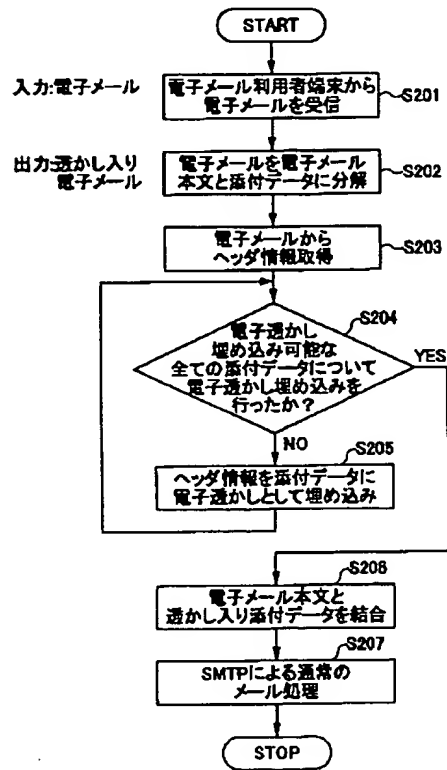 START
入力:電子メール
電子メール利用者端末から
電子メールを受信
S201
出力:透かし入り
電子メール
電子メールを電子メール
本文と添付データに分解
S202
電子メールから
ヘッダ情報取得
S203
S204
電子透かし
埋め込み可能な
全ての添付データについて
電子透かし埋め込みを
行ったか?
YES
NO
S205
ヘッダ情報を添付データに
電子透かしとして埋め込み
S206
電子メール本文と
透かし入り添付データを結合
S207
SMTPによる通常の
メール処理
STOP